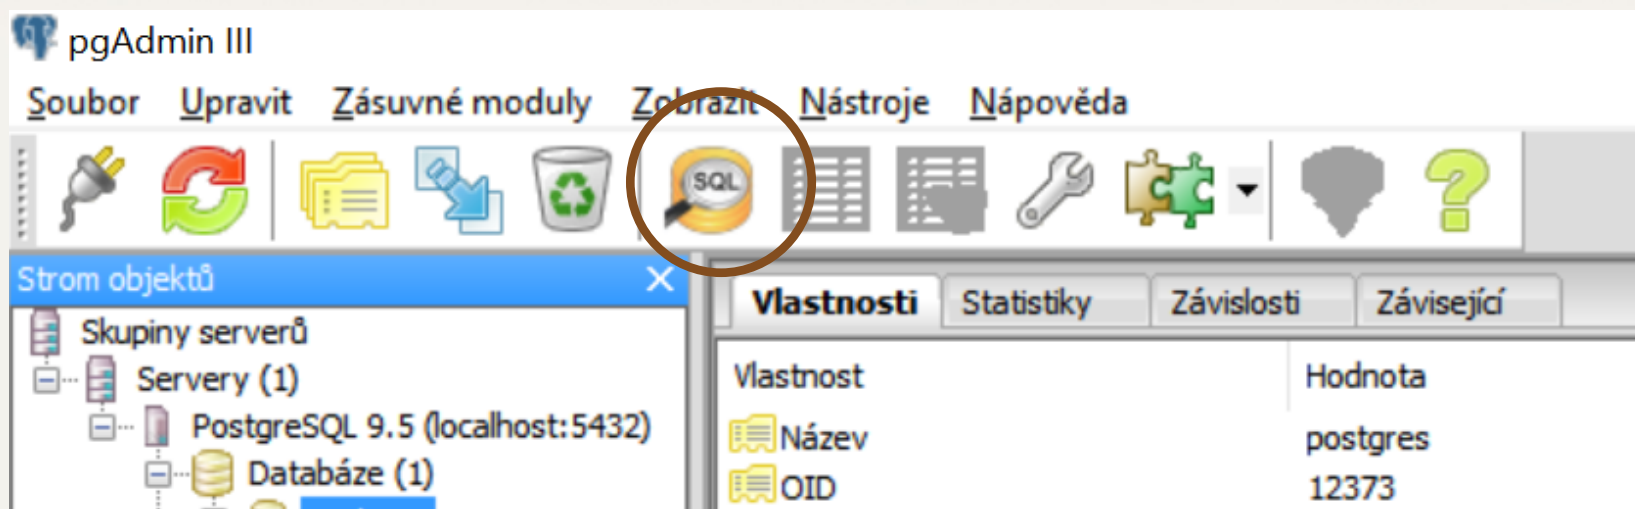 pgAdmin III
Soubor Upravit Zásuvné moduly Zobrazit Nástroje Nápověda
SQL
Strom objektů
Skupiny serverů
Servery (1)
PostgreSQL 9.5 (localhost:5432)
Databáze (1)
Vlastnosti Statistiky Závislosti Závisející
Vlastnost Hodnota
Název postgres
OID 12373